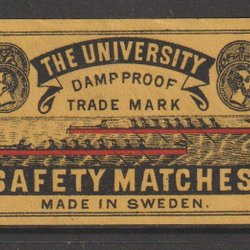 THE UNIVERSITY
DAMPPROOF
TRADE MARK
SAFETY MATCHES
MADE IN SWEDEN.